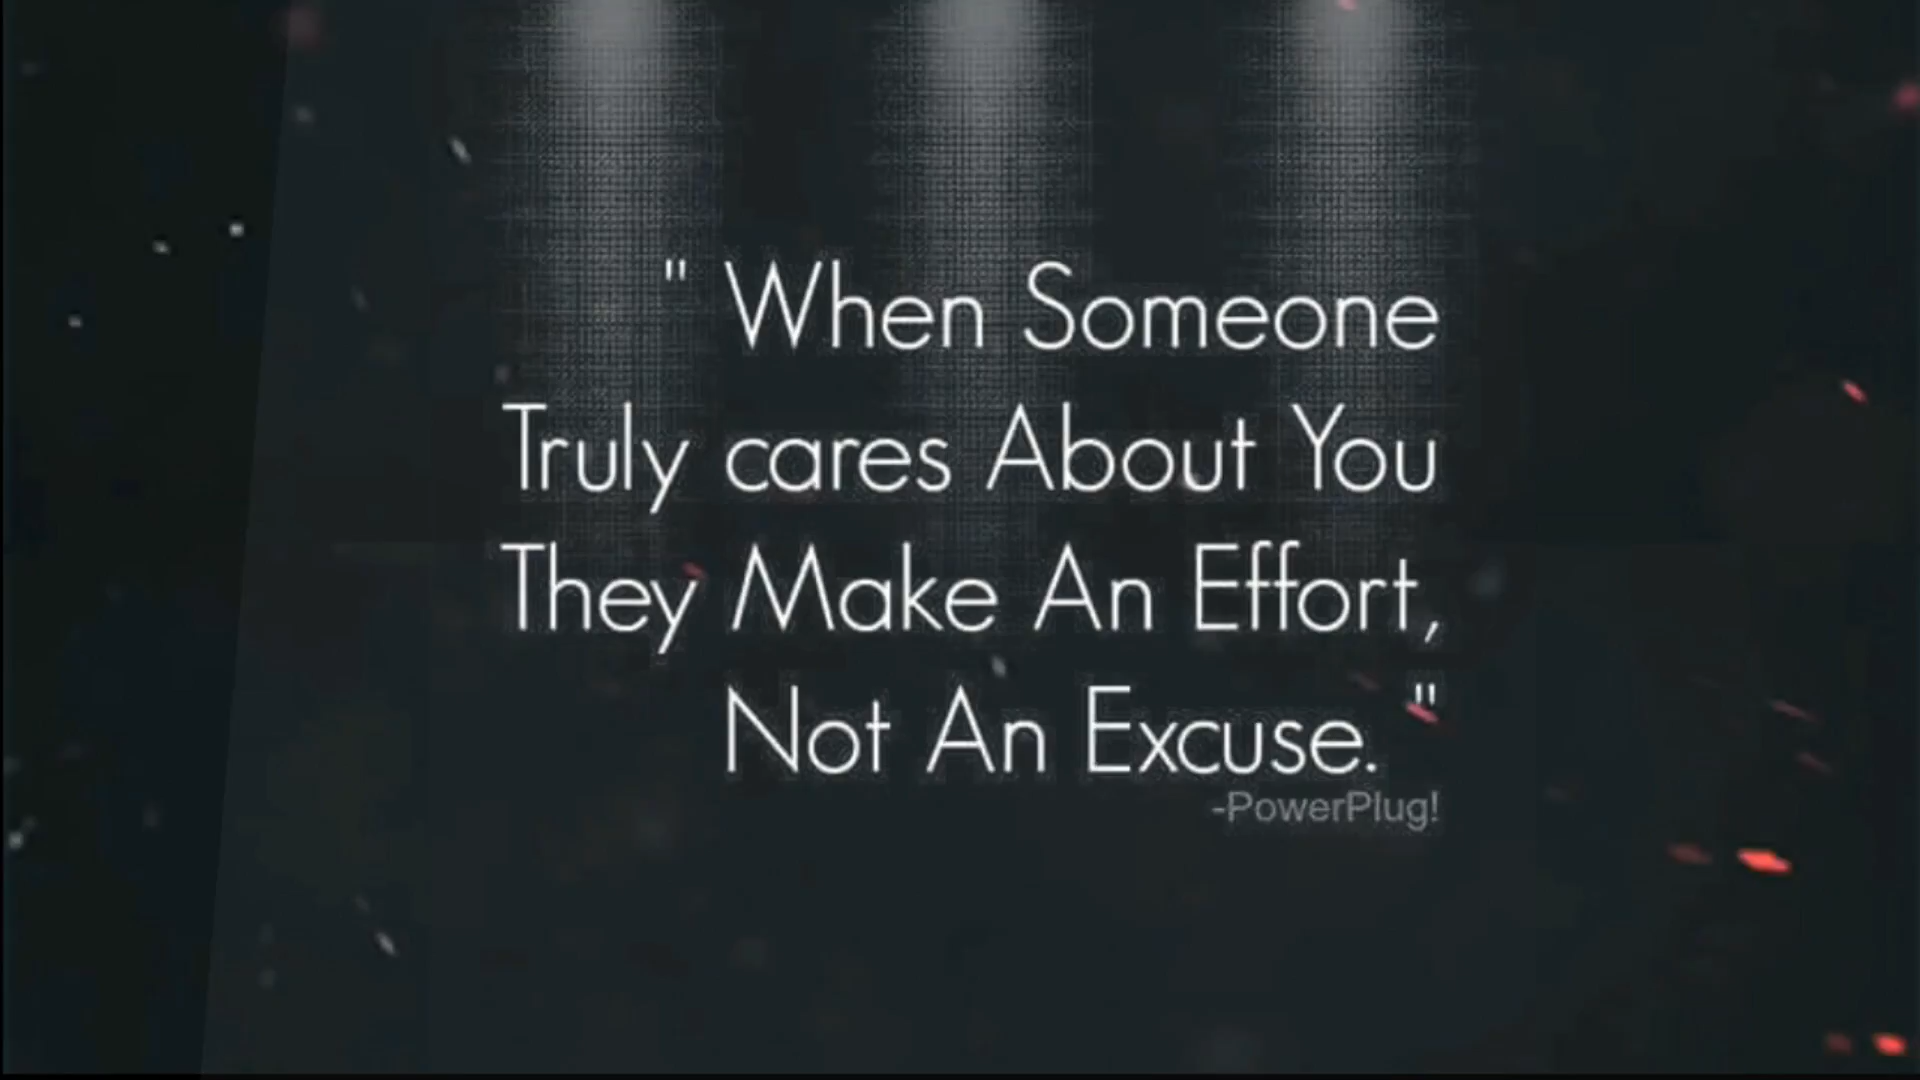 " When Someone
Truly cares About You
They Make An Effort,
Not An Excuse. "
-PowerPlug!